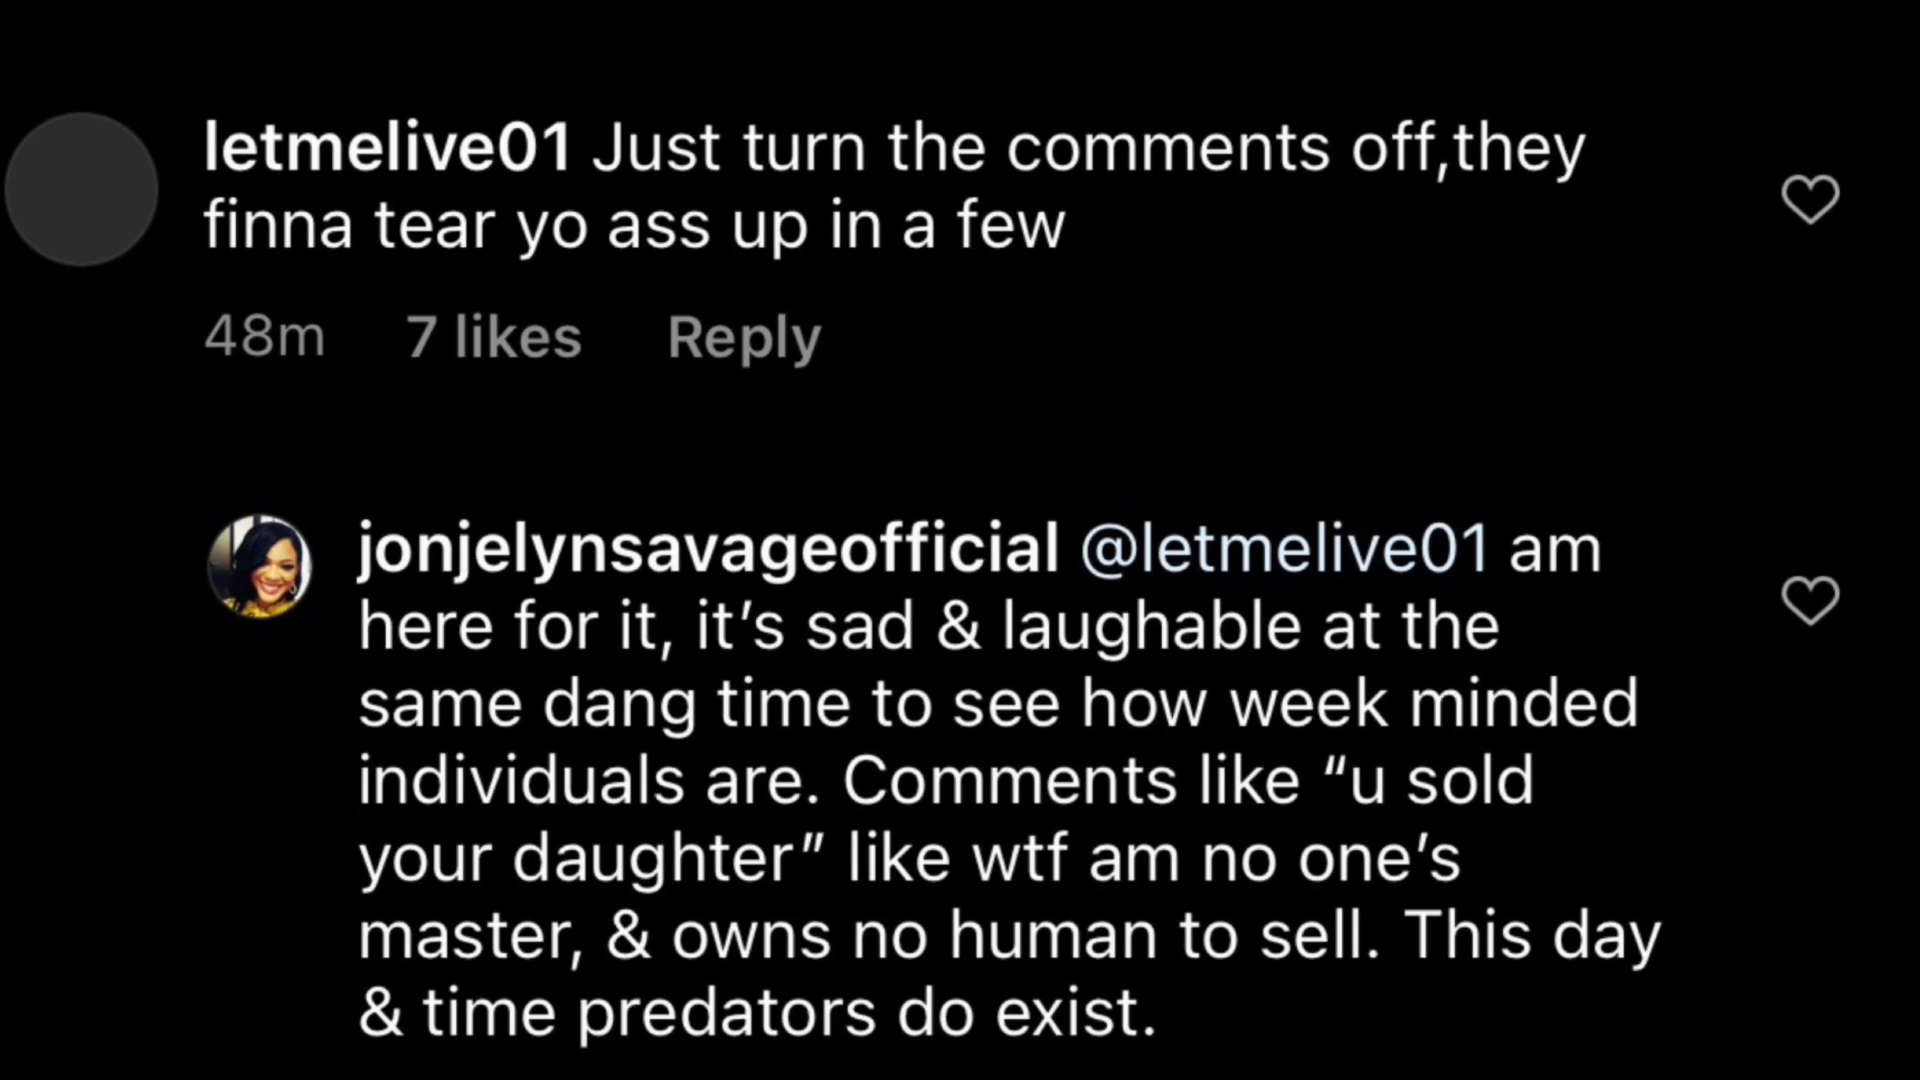 letmelive01 Just turn the comments off,they
finna tear yo ass up in a few
48m 7 likes Reply
jonjelynsavageofficial @letmelive01 am
here for it, it’s sad & laughable at the
same dang time to see how week minded
individuals are. Comments like “u sold
your daughter” like wtf am no one’s
master, & owns no human to sell. This day
& time predators do exist.